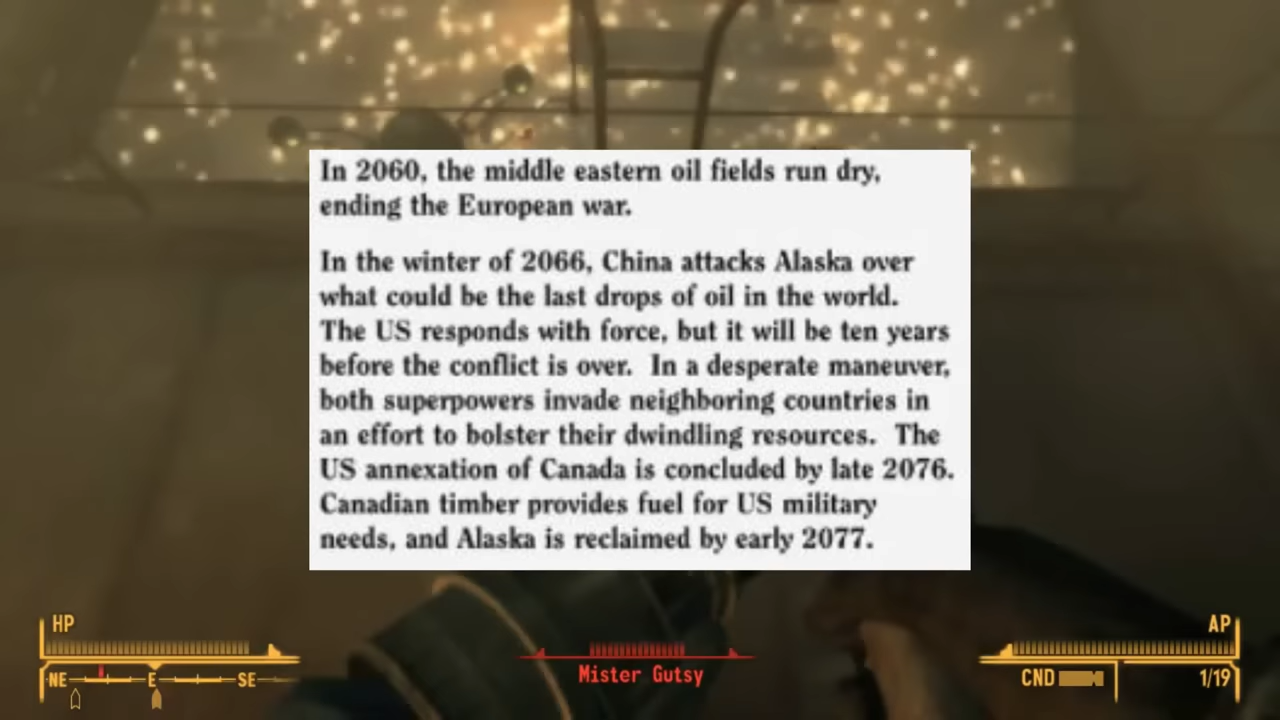 In 2060, the middle eastern oil fields run dry,
ending the European war.
In the winter of 2066, China attacks Alaska over
what could be the last drops of oil in the world.
The US responds with force, but it will be ten years
before the conflict is over. In a desperate maneuver,
both superpowers invade neighboring countries in
an effort to bolster their dwindling resources. The
US annexation of Canada is concluded by late 2076.
Canadian timber provides fuel for US military
needs, and Alaska is reclaimed by early 2077.
HP
AP
NE E SE
Mister Gutsy
CND
1/19